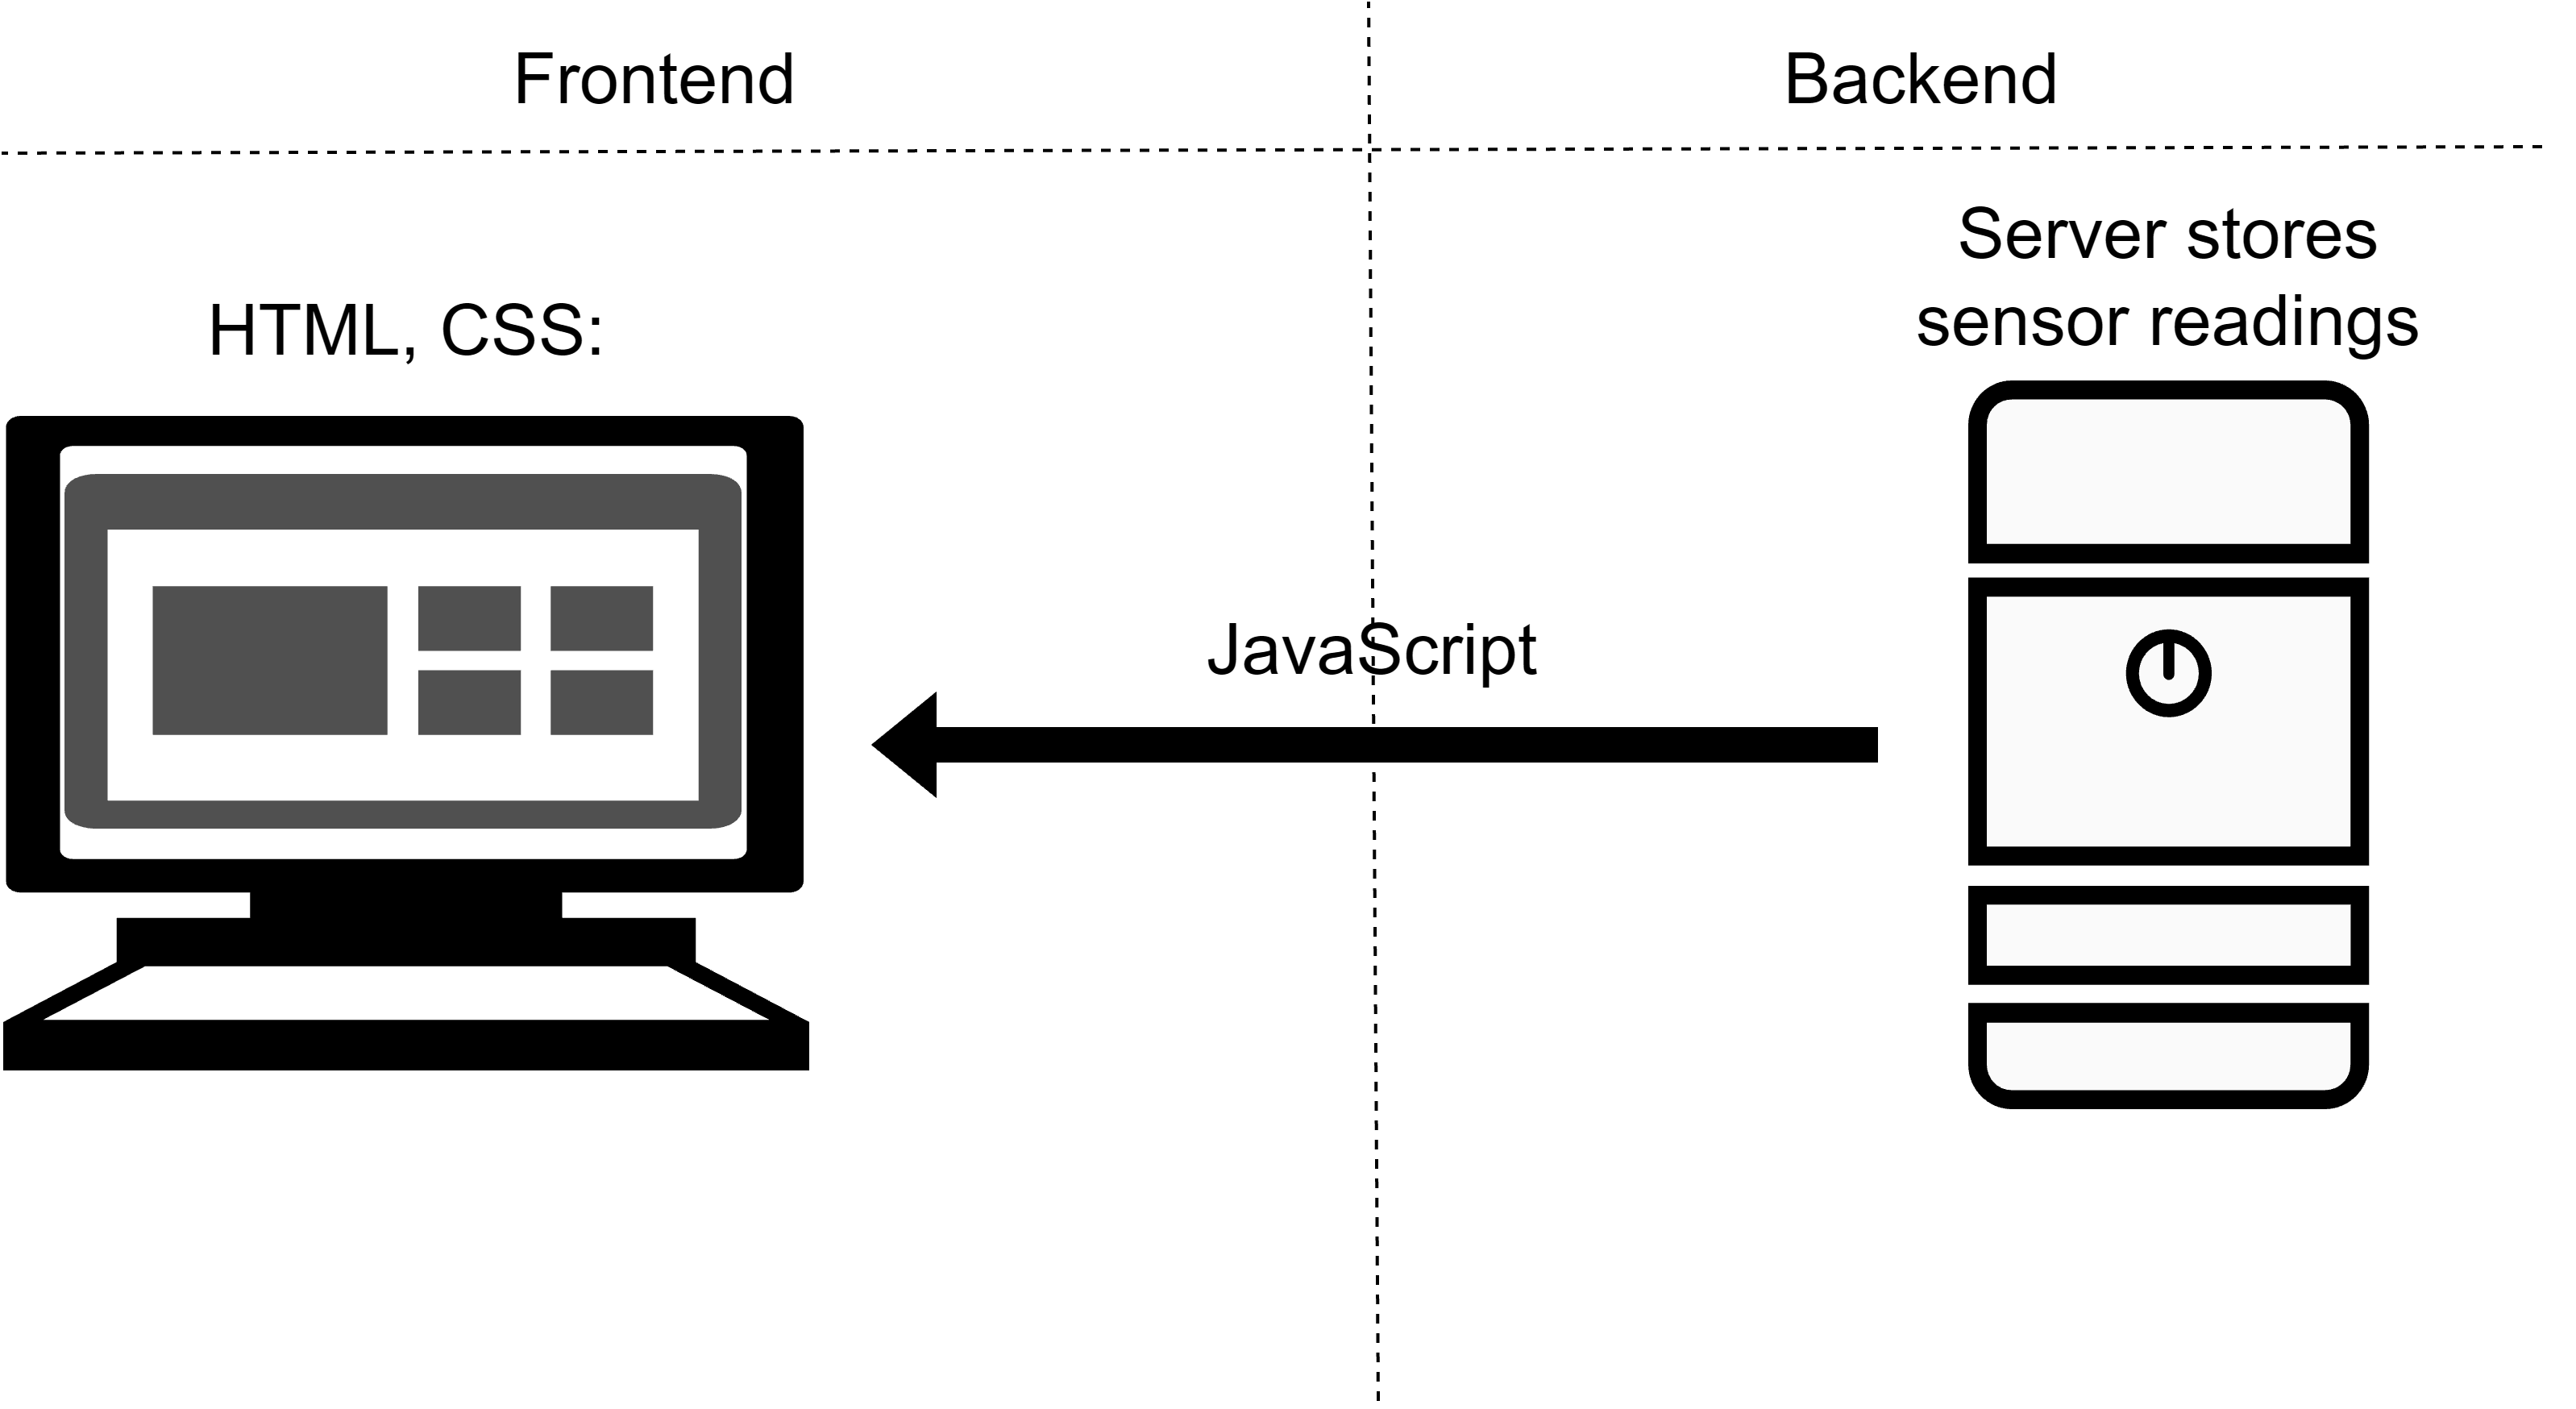 Frontend
Backend
Server stores
sensor readings
HTML, CSS:
JavaScript